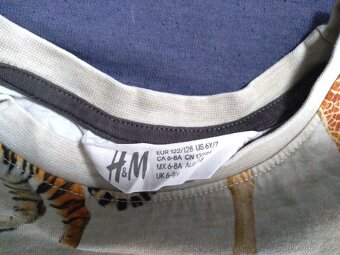 H&M
EUR 122/128 US 6X/7
CA 6-8A CN
MX 6-8A
UK 6-8Y